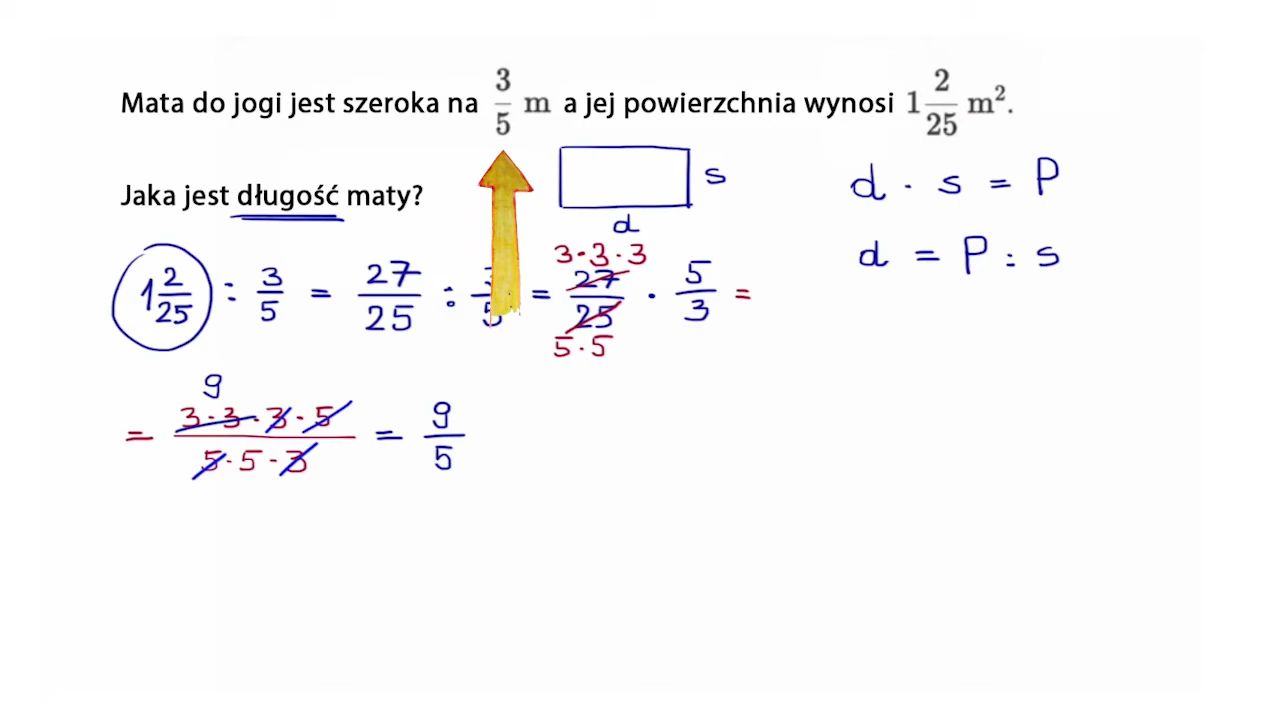 Mata do jogi jest szeroka na 3/5 m a jej powierzchnia wynosi 1 2/25 m².
Jaka jest długość maty?
s
d
d · s = P
d = P : s
1 2/25 : 3/5 = 27/25 : 3/5 = 27/25 · 5/3 =
3·3·3
5·5
9
= 3·3·3·5 / 5·5·3 = 9/5